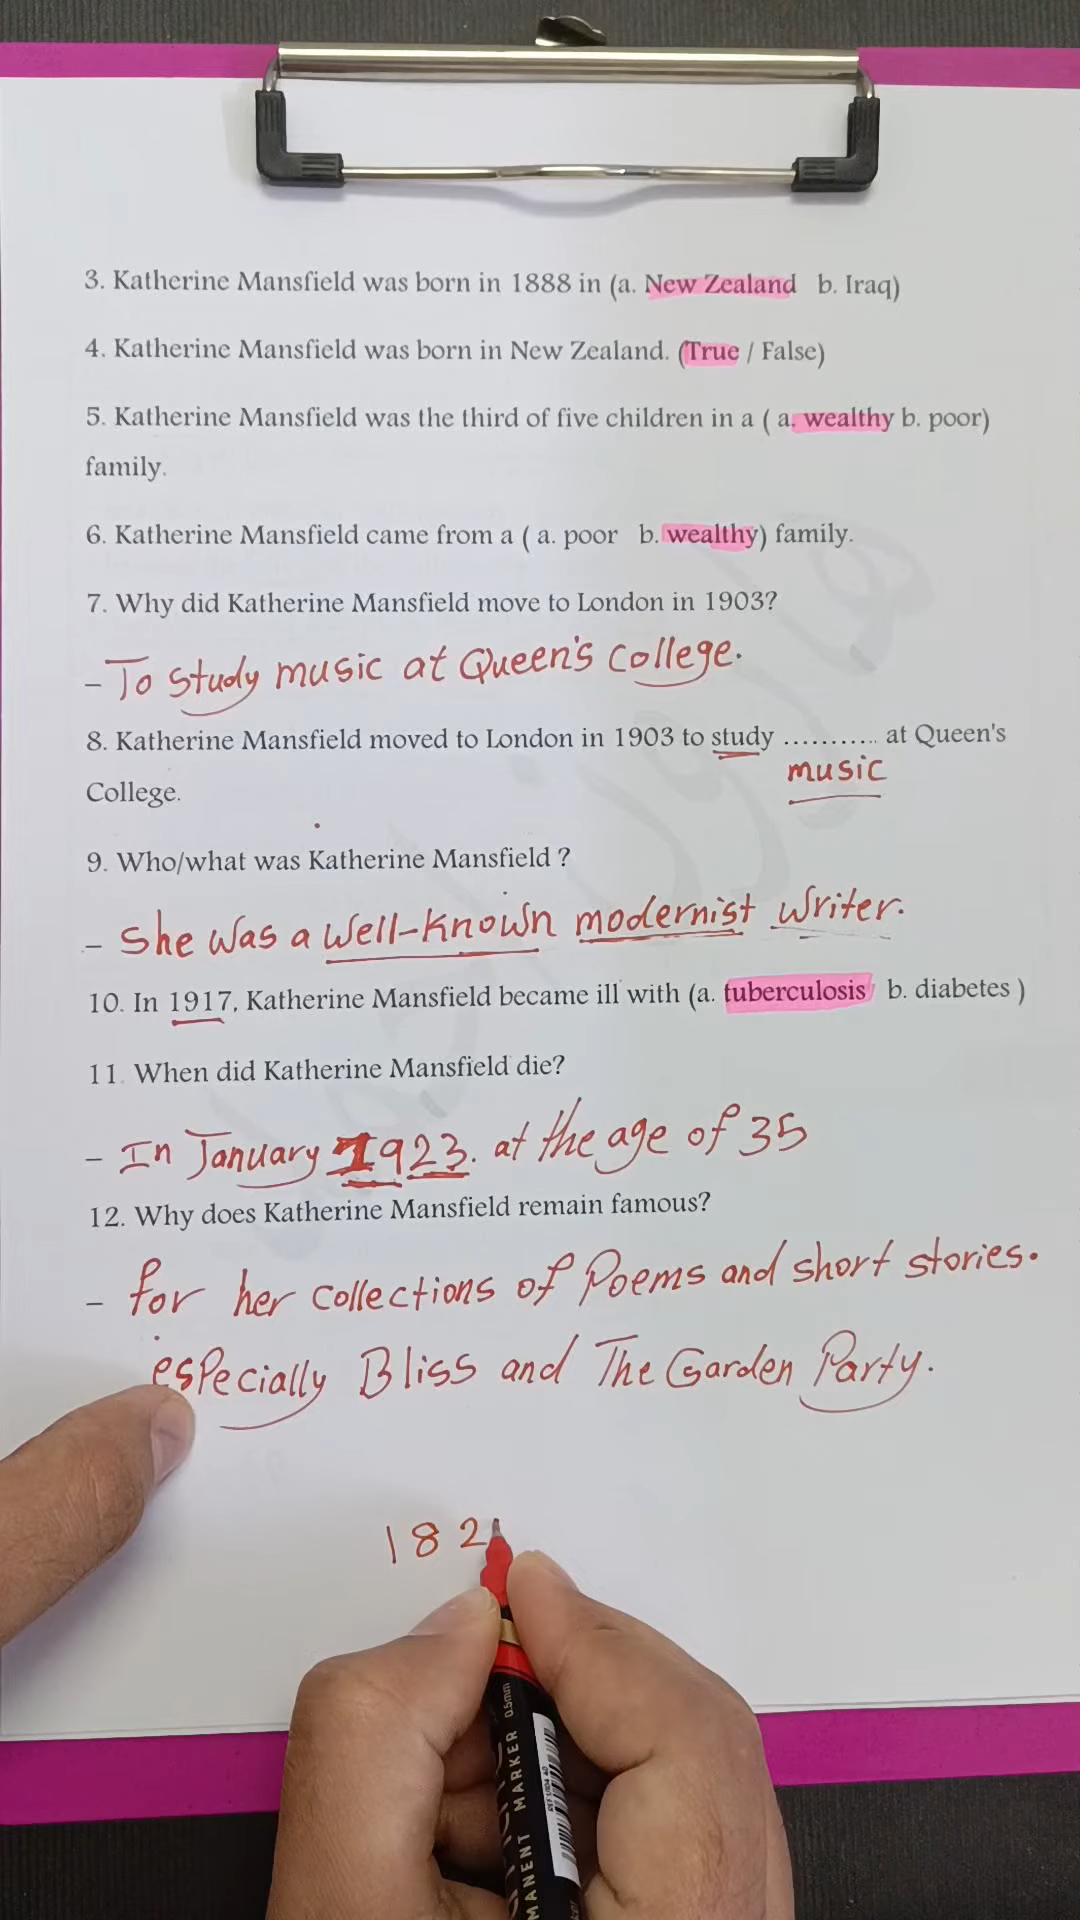 3. Katherine Mansfield was born in 1888 in (a. New Zealand b. Iraq)
4. Katherine Mansfield was born in New Zealand. (True / False)
5. Katherine Mansfield was the third of five children in a ( a. wealthy b. poor)
family.
6. Katherine Mansfield came from a ( a. poor b. wealthy) family.
7. Why did Katherine Mansfield move to London in 1903?
- To study music at Queen's college.
8. Katherine Mansfield moved to London in 1903 to study ........... at Queen's
music
College.
9. Who/what was Katherine Mansfield ?
- She was a well-known modernist writer.
10. In 1917, Katherine Mansfield became ill with (a. tuberculosis b. diabetes )
11. When did Katherine Mansfield die?
- In January 1923. at the age of 35
12. Why does Katherine Mansfield remain famous?
- for her collections of Poems and short stories.
especially Bliss and The Garden Party.
182
MANENT MARKER 0.5mm